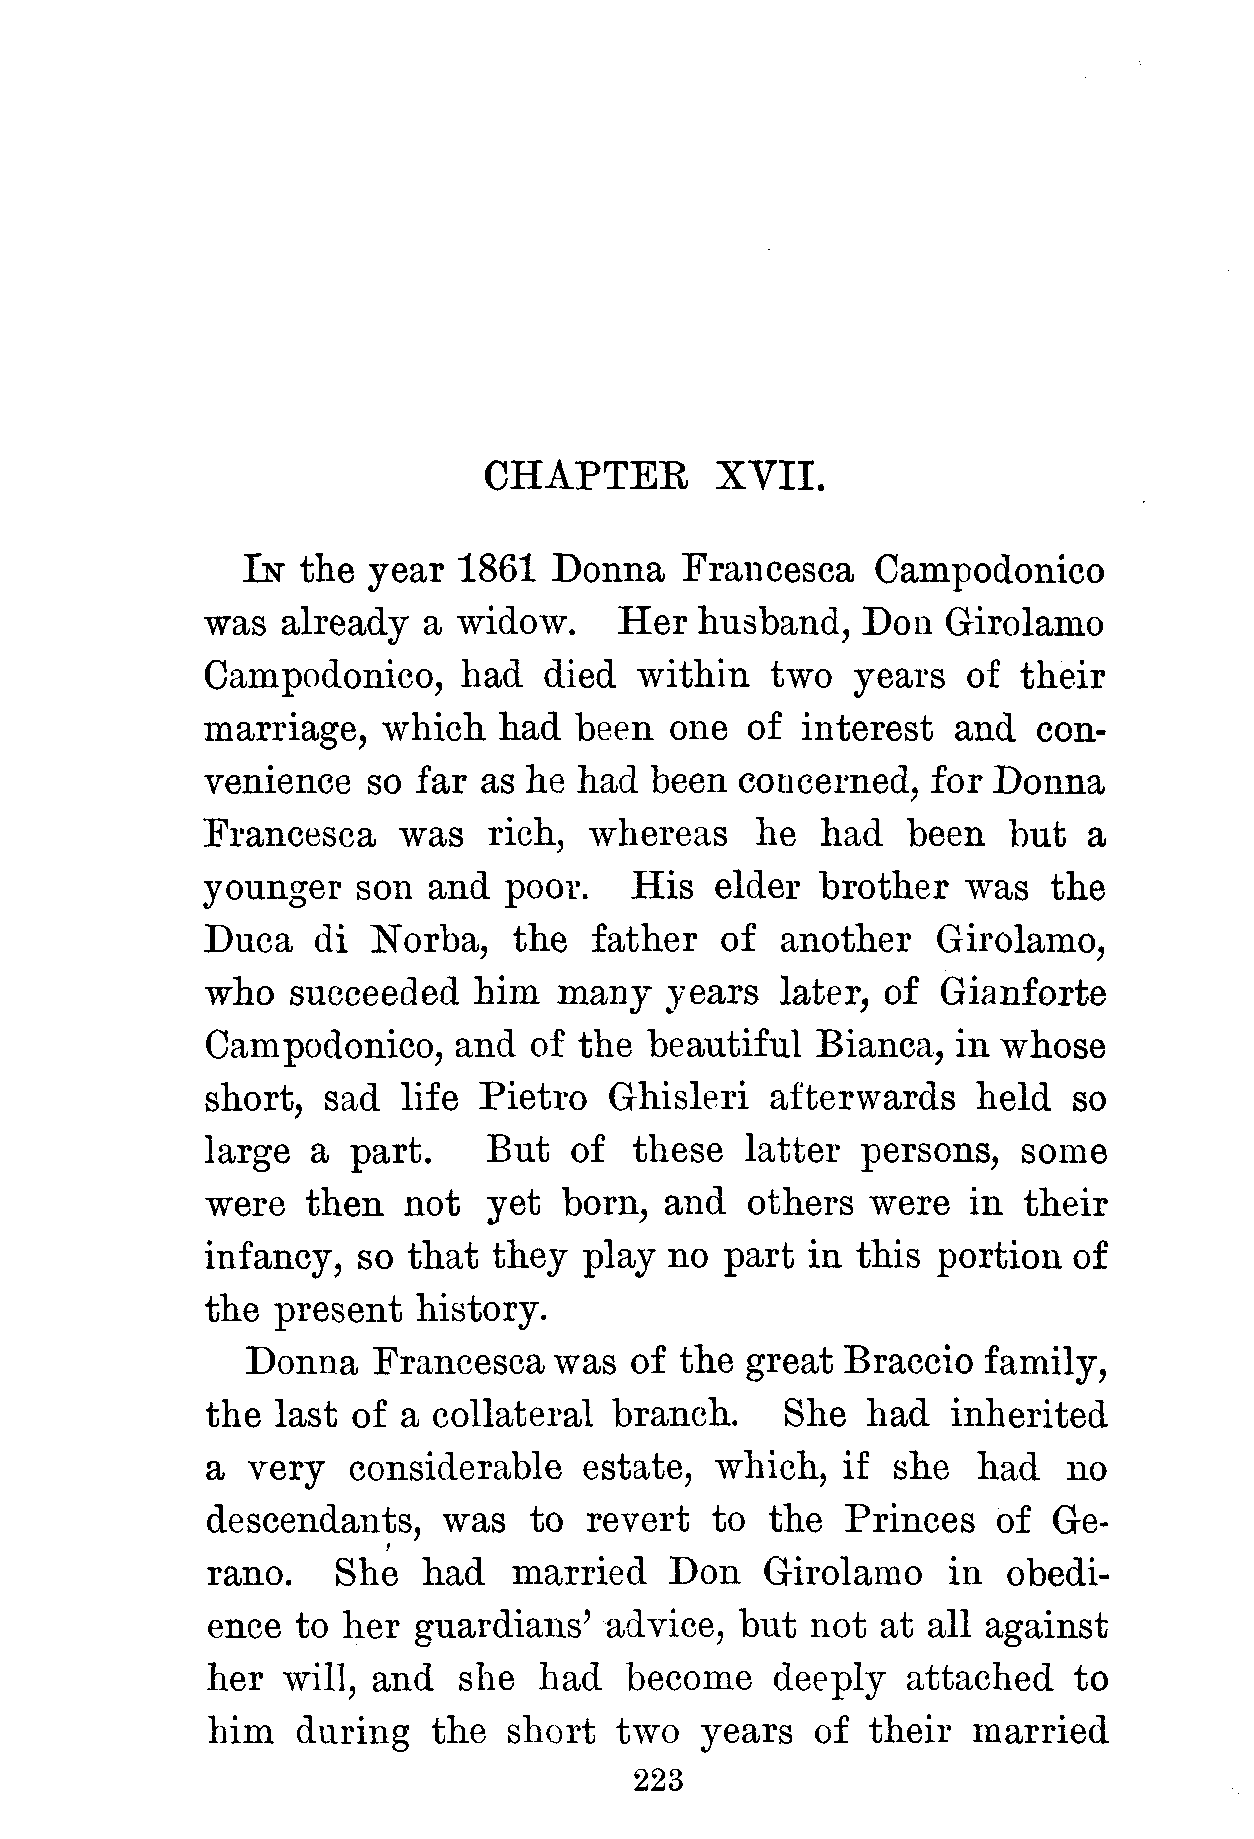 CHAPTER XVII.
In the year 1861 Donna Francesca Campodonico
was already a widow. Her husband, Don Girolamo
Campodonico, had died within two years of their
marriage, which had been one of interest and con-
venience so far as he had been concerned, for Donna
Francesca was rich, whereas he had been but a
younger son and poor. His elder brother was the
Duca di Norba, the father of another Girolamo,
who succeeded him many years later, of Gianforte
Campodonico, and of the beautiful Bianca, in whose
short, sad life Pietro Ghisleri afterwards held so
large a part. But of these latter persons, some
were then not yet born, and others were in their
infancy, so that they play no part in this portion of
the present history.
Donna Francesca was of the great Braccio family,
the last of a collateral branch. She had inherited
a very considerable estate, which, if she had no
descendants, was to revert to the Princes of Ge-
rano. She had married Don Girolamo in obedi-
ence to her guardians' advice, but not at all against
her will, and she had become deeply attached to
him during the short two years of their married
223